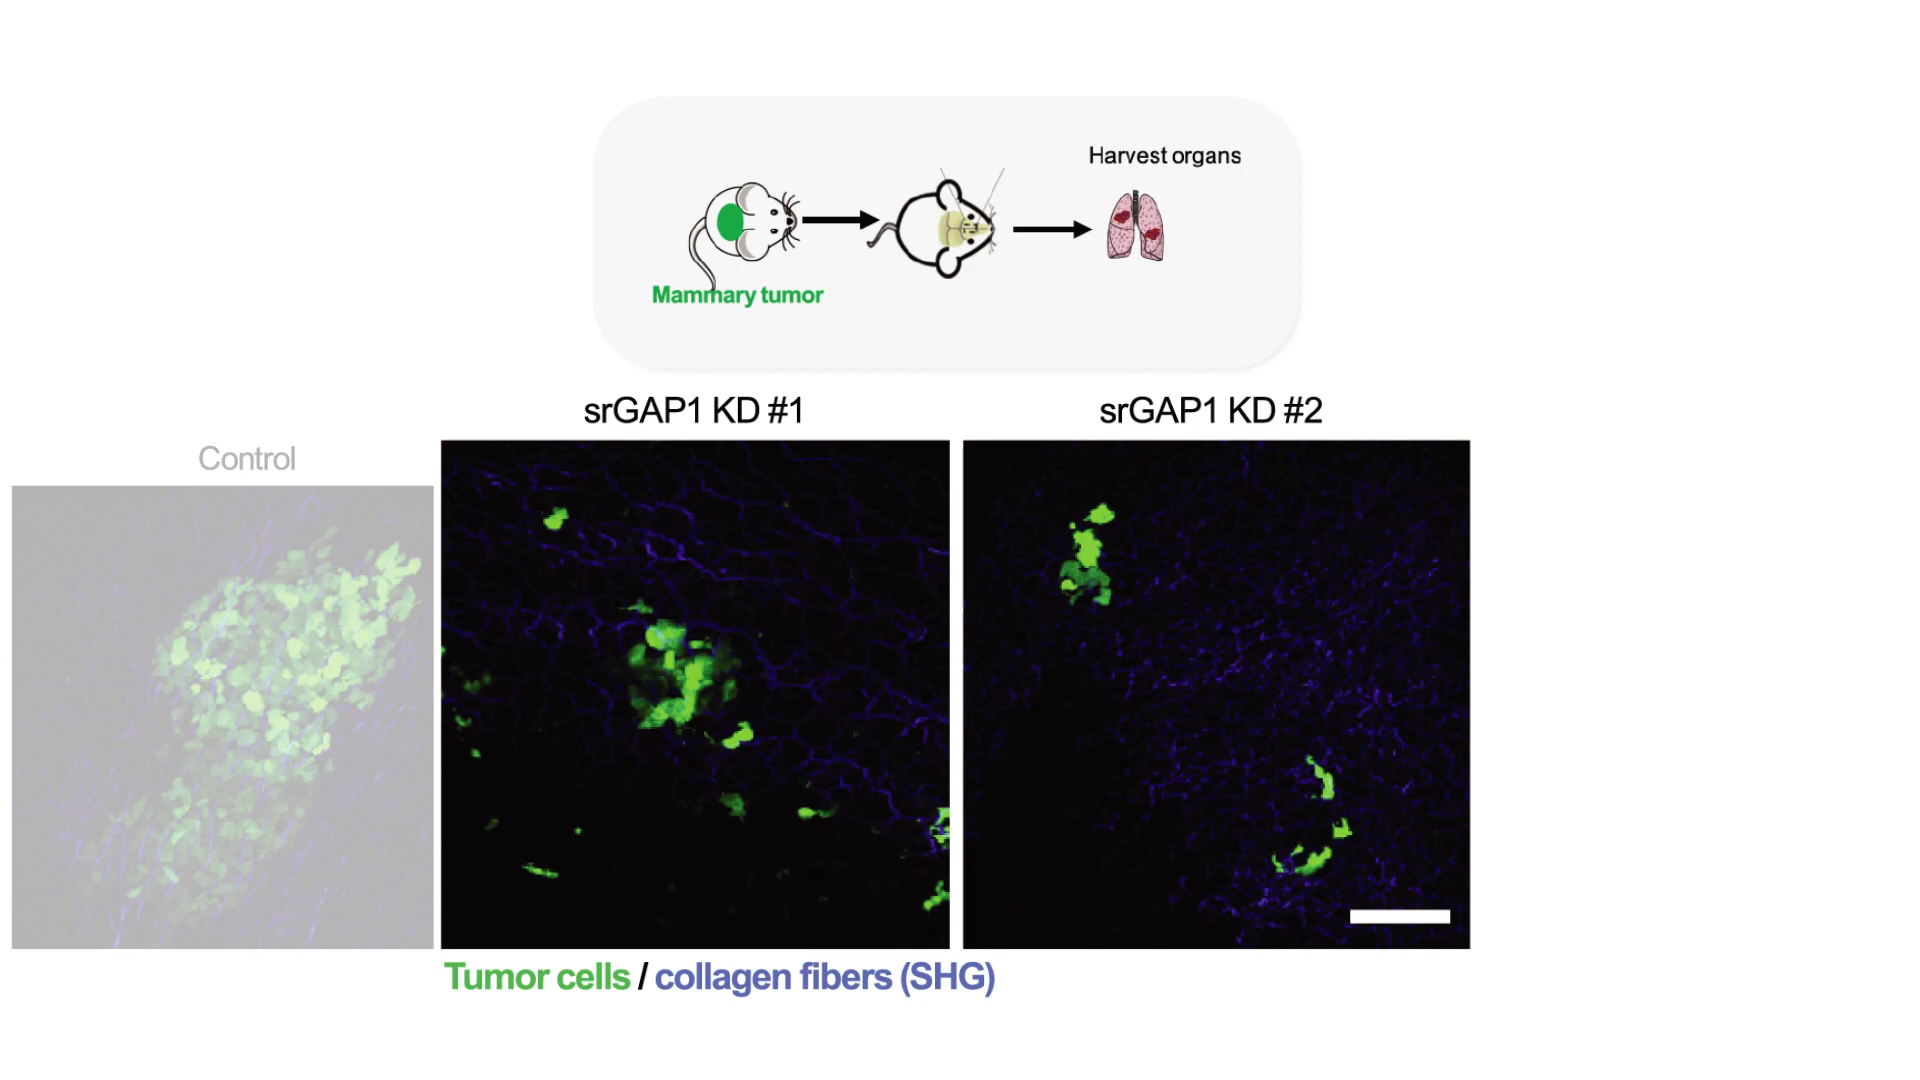 Harvest organs
Mammary tumor
srGAP1 KD #1
srGAP1 KD #2
Control
Tumor cells / collagen fibers (SHG)